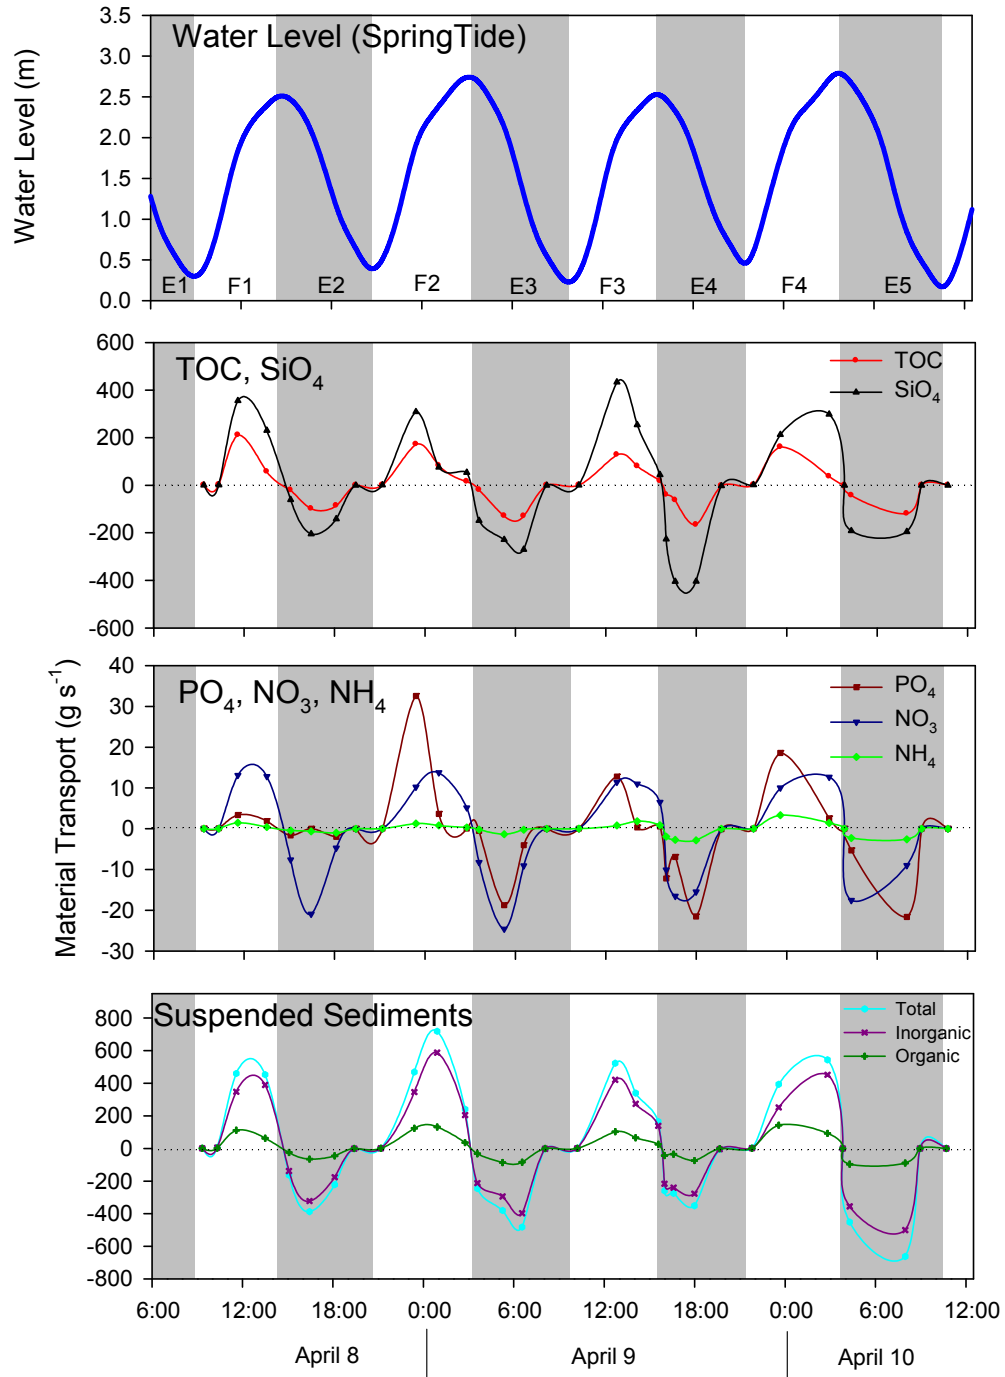 Water Level (SpringTide)
Water Level (m)
3.5
3.0
2.5
2.0
1.5
1.0
0.5
0.0
E1 F1 E2 F2 E3 F3 E4 F4 E5
TOC, SiO₄
TOC
SiO₄
600
400
200
0
-200
-400
-600
Material Transport (g s⁻¹)
PO₄, NO₃, NH₄
PO₄
NO₃
NH₄
40
30
20
10
0
-10
-20
-30
Suspended Sediments
Total
Inorganic
Organic
800
600
400
200
0
-200
-400
-600
-800
6:00 12:00 18:00 0:00 6:00 12:00 18:00 0:00 6:00 12:00
April 8 April 9 April 10